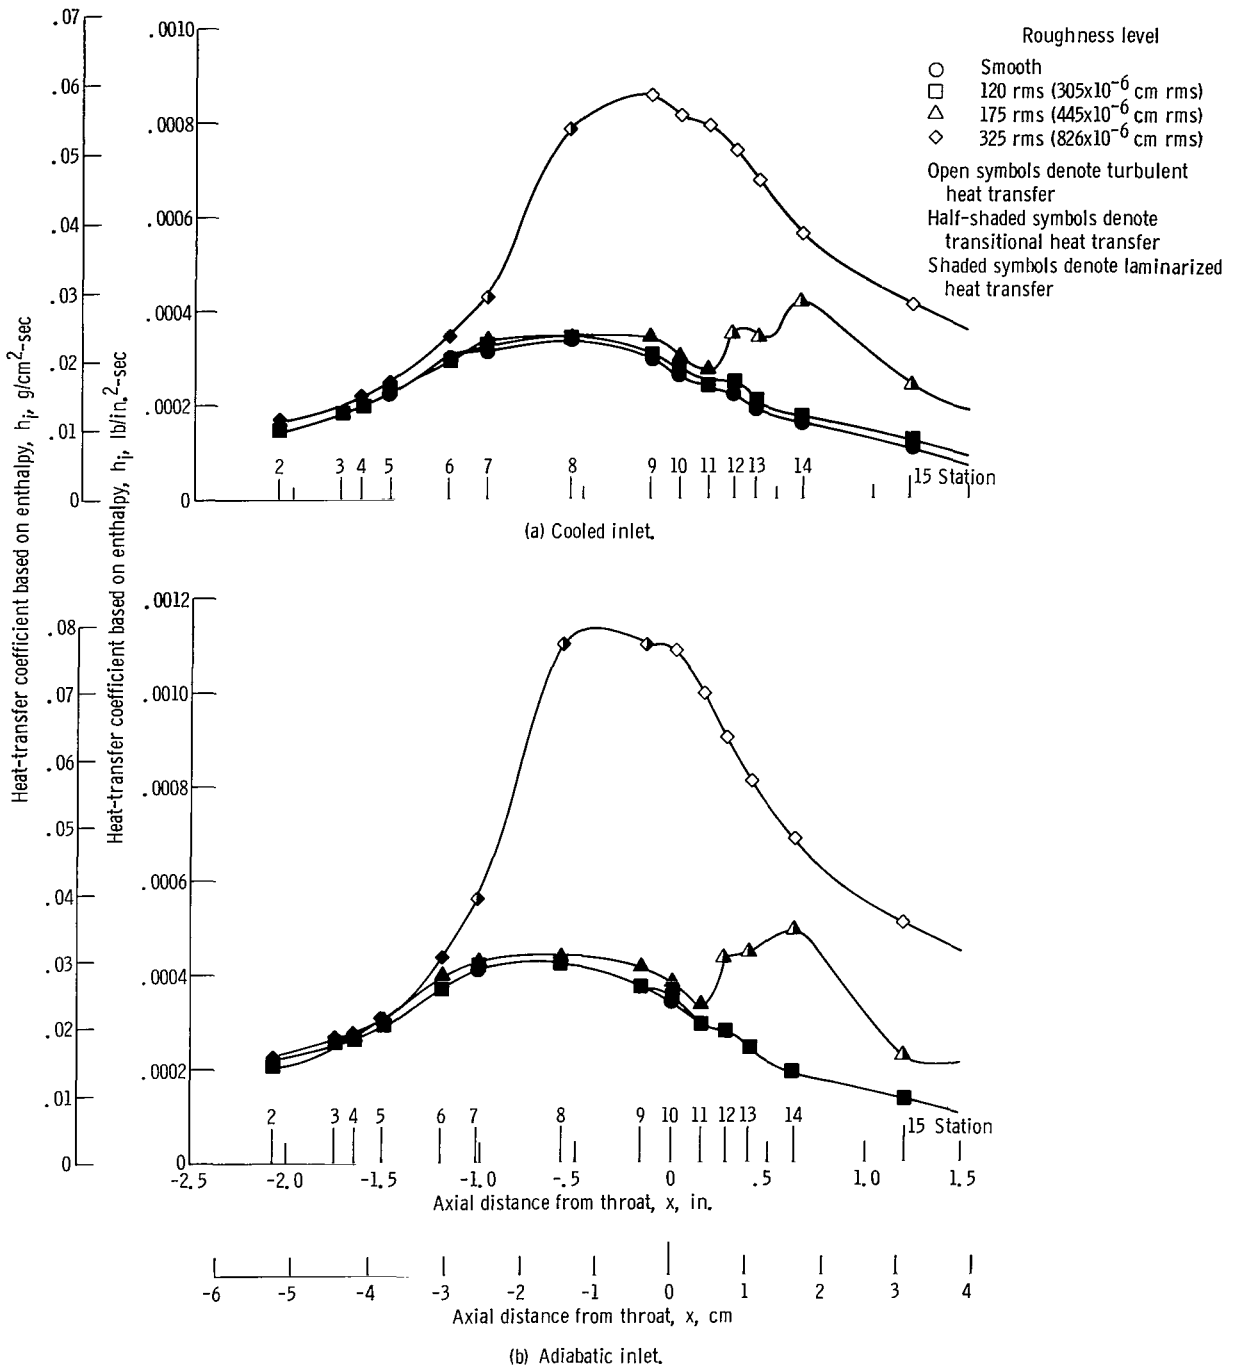 Roughness level
Smooth
120 rms (305x10⁻⁶ cm rms)
175 rms (445x10⁻⁶ cm rms)
325 rms (826x10⁻⁶ cm rms)
Open symbols denote turbulent
heat transfer
Half-shaded symbols denote
transitional heat transfer
Shaded symbols denote laminarized
heat transfer
Heat-transfer coefficient based on enthalpy, hᵢ, g/cm²-sec
Heat-transfer coefficient based on enthalpy, hᵢ, lb/in.²-sec
.07
.06
.05
.04
.03
.02
.01
0
.0010
.0008
.0006
.0004
.0002
0
2 3 4 5 6 7 8 9 10 11 12 13 14 15 Station
(a) Cooled inlet.
.08
.07
.06
.05
.04
.03
.02
.01
0
.0012
.0010
.0008
.0006
.0004
.0002
0
2 3 4 5 6 7 8 9 10 11 12 13 14 15 Station
-2.5 -2.0 -1.5 -1.0 -.5 0 .5 1.0 1.5
Axial distance from throat, x, in.
-6 -5 -4 -3 -2 -1 0 1 2 3 4
Axial distance from throat, x, cm
(b) Adiabatic inlet.